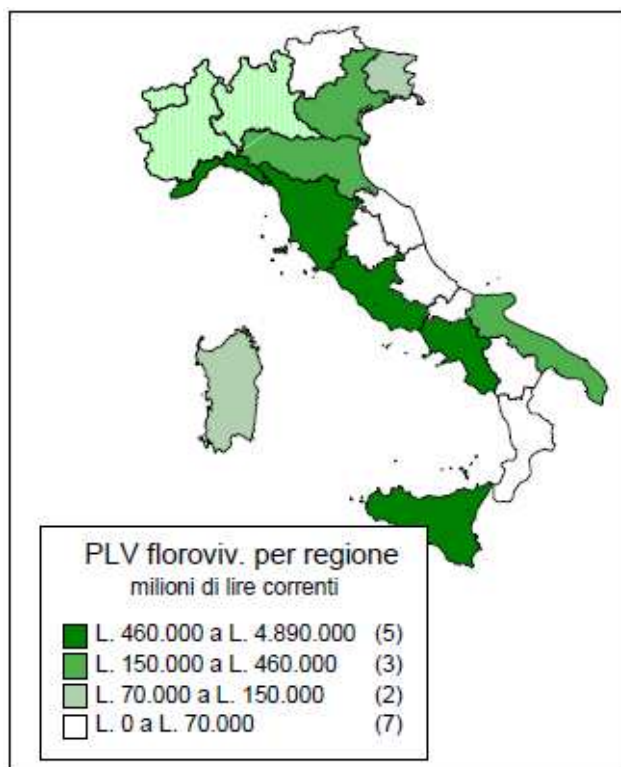 PLV floroviv. per regione
milioni di lire correnti
L. 460.000 a L. 4.890.000 (5)
L. 150.000 a L. 460.000 (3)
L. 70.000 a L. 150.000 (2)
L. 0 a L. 70.000 (7)